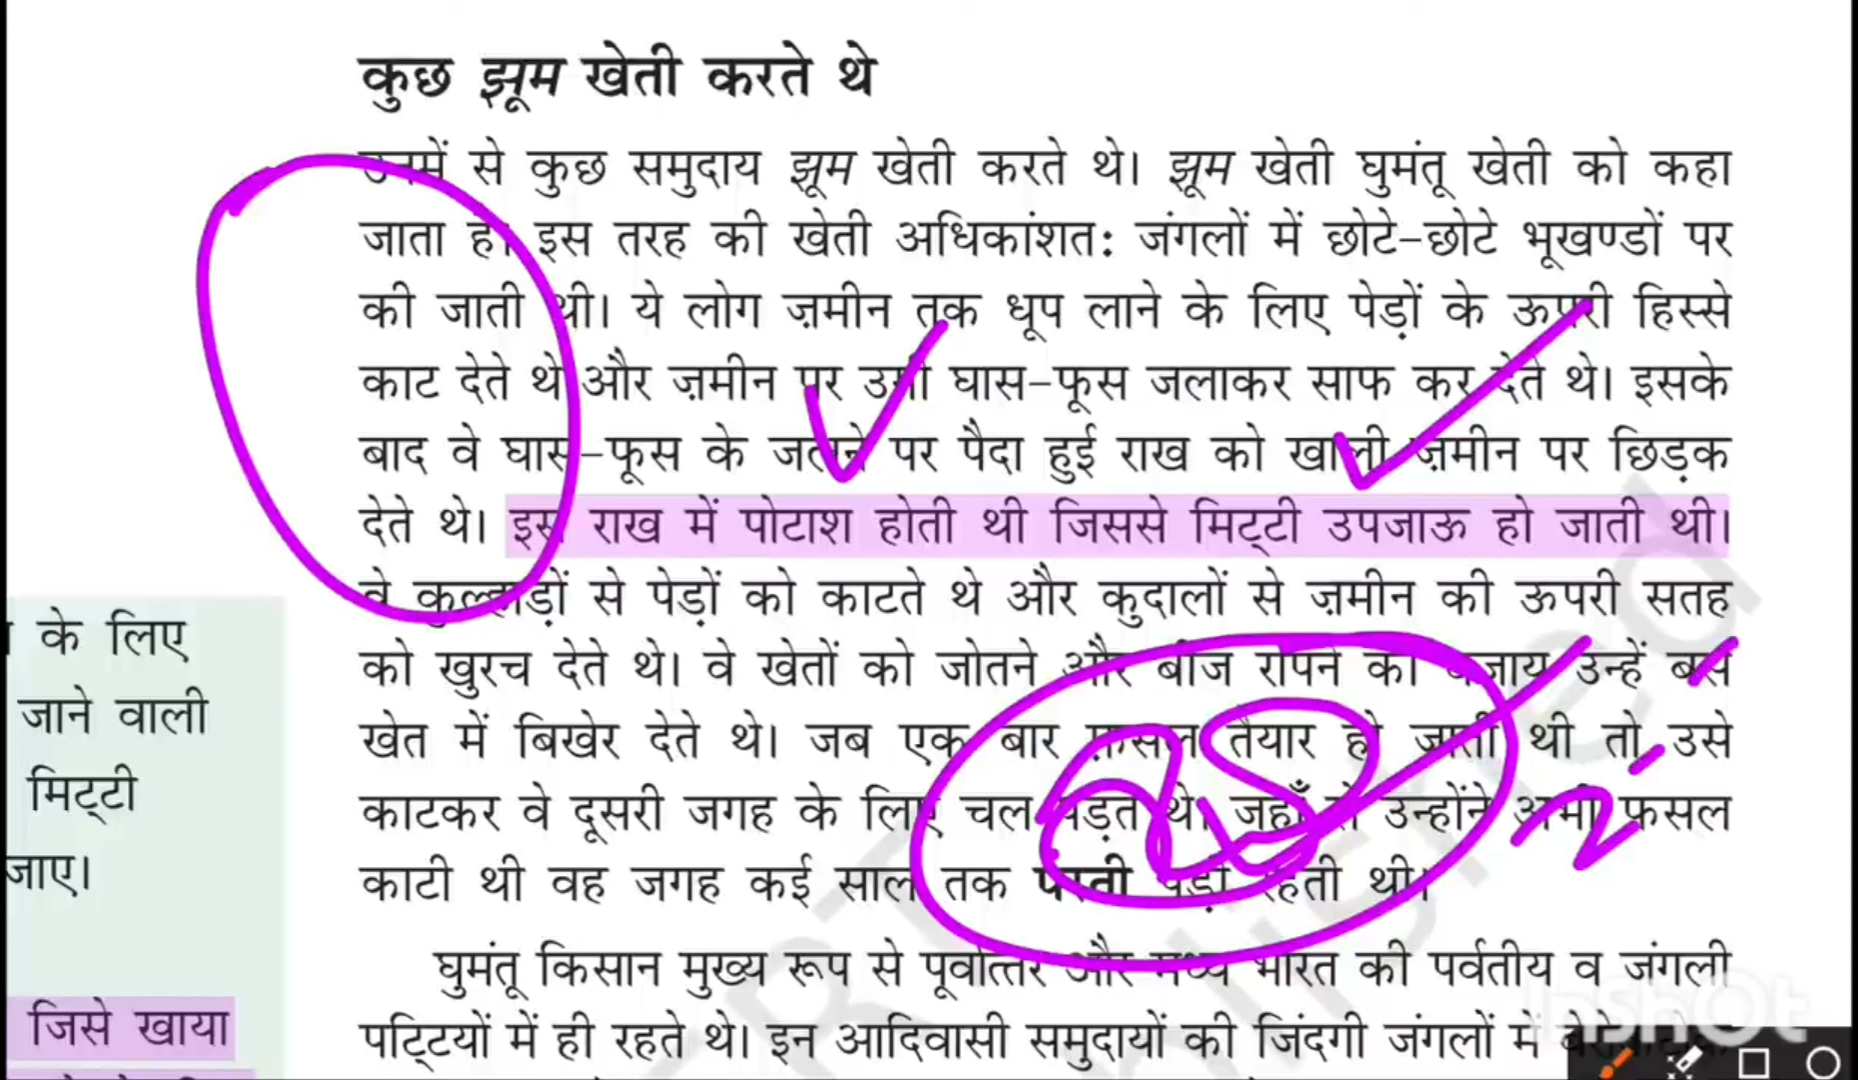 कुछ झूम खेती करते थे
उनमें से कुछ समुदाय झूम खेती करते थे। झूम खेती घुमंतू खेती को कहा
जाता है। इस तरह की खेती अधिकांशत: जंगलों में छोटे-छोटे भूखण्डों पर
की जाती थी। ये लोग ज़मीन तक धूप लाने के लिए पेड़ों के ऊपरी हिस्से
काट देते थे और ज़मीन पर उगी घास-फूस जलाकर साफ कर देते थे। इसके
बाद वे घास-फूस के जलाने पर पैदा हुई राख को खाली ज़मीन पर छिड़क
देते थे। इस राख में पोटाश होती थी जिससे मिट्टी उपजाऊ हो जाती थी।
वे कुल्हाड़ों से पेड़ों को काटते थे और कुदालों से ज़मीन की ऊपरी सतह
को खुरच देते थे। वे खेतों को जोतने और बीज रोपने की बजाय उन्हें बस
खेत में बिखेर देते थे। जब एक बार फ़सल तैयार हो जाती थी तो उसे
काटकर वे दूसरी जगह के लिए चल पड़ते थे। जहाँ से उन्होंने अभी फ़सल
काटी थी वह जगह कई साल तक परती पड़ी रहती थी।
घुमंतू किसान मुख्य रूप से पूर्वोत्तर और मध्य भारत की पर्वतीय व जंगली
पट्टियों में ही रहते थे। इन आदिवासी समुदायों की जिंदगी जंगलों में
के लिए
जाने वाली
मिट्टी
जाए।
जिसे खाया
InShOt